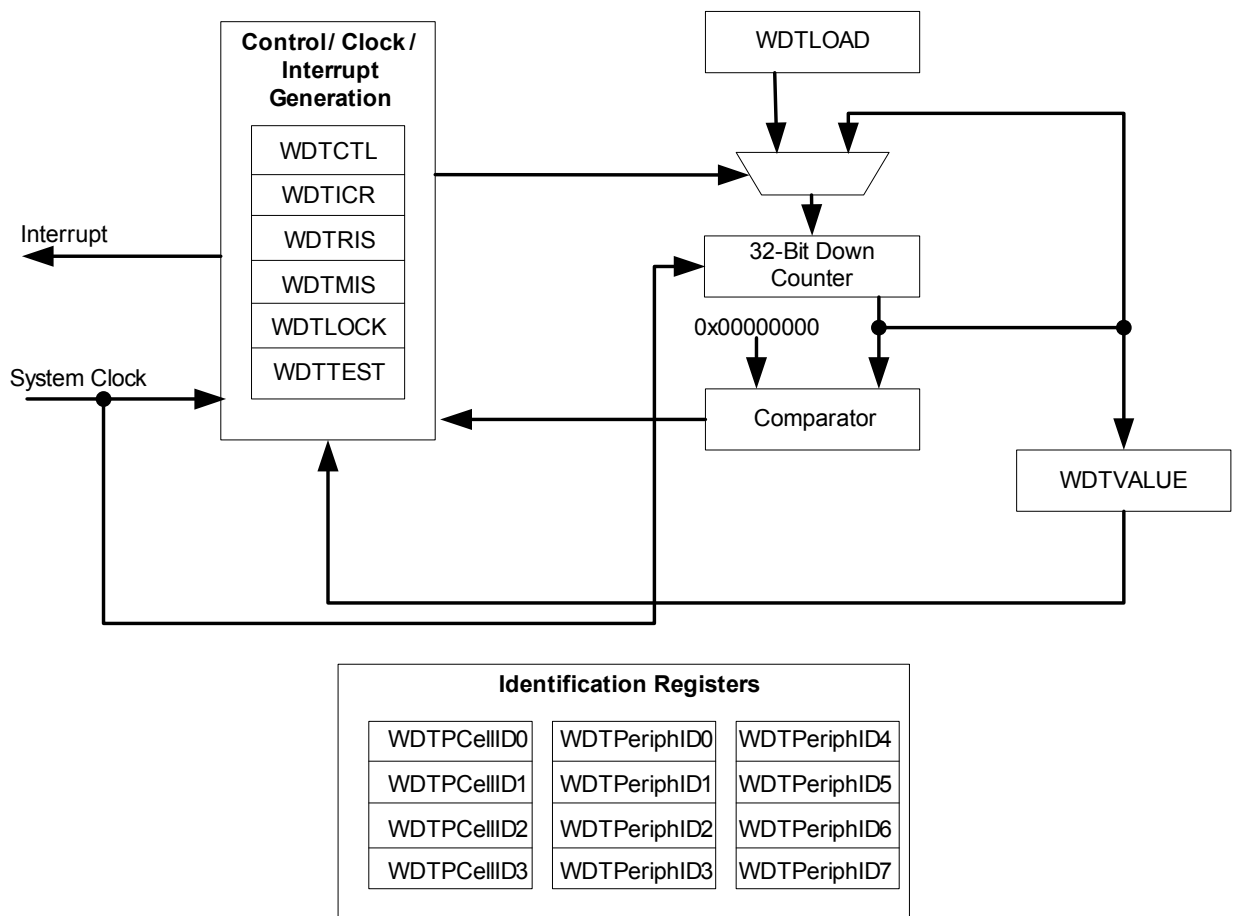 Control/ Clock /
Interrupt
Generation
WDTCTL
WDTICR
WDTRIS
WDTMIS
WDTLOCK
WDTTEST
Interrupt
System Clock
WDTLOAD
32-Bit Down
Counter
0x00000000
Comparator
WDTVALUE
Identification Registers
WDTPCellID0 WDTPeriphID0 WDTPeriphID4
WDTPCellID1 WDTPeriphID1 WDTPeriphID5
WDTPCellID2 WDTPeriphID2 WDTPeriphID6
WDTPCellID3 WDTPeriphID3 WDTPeriphID7